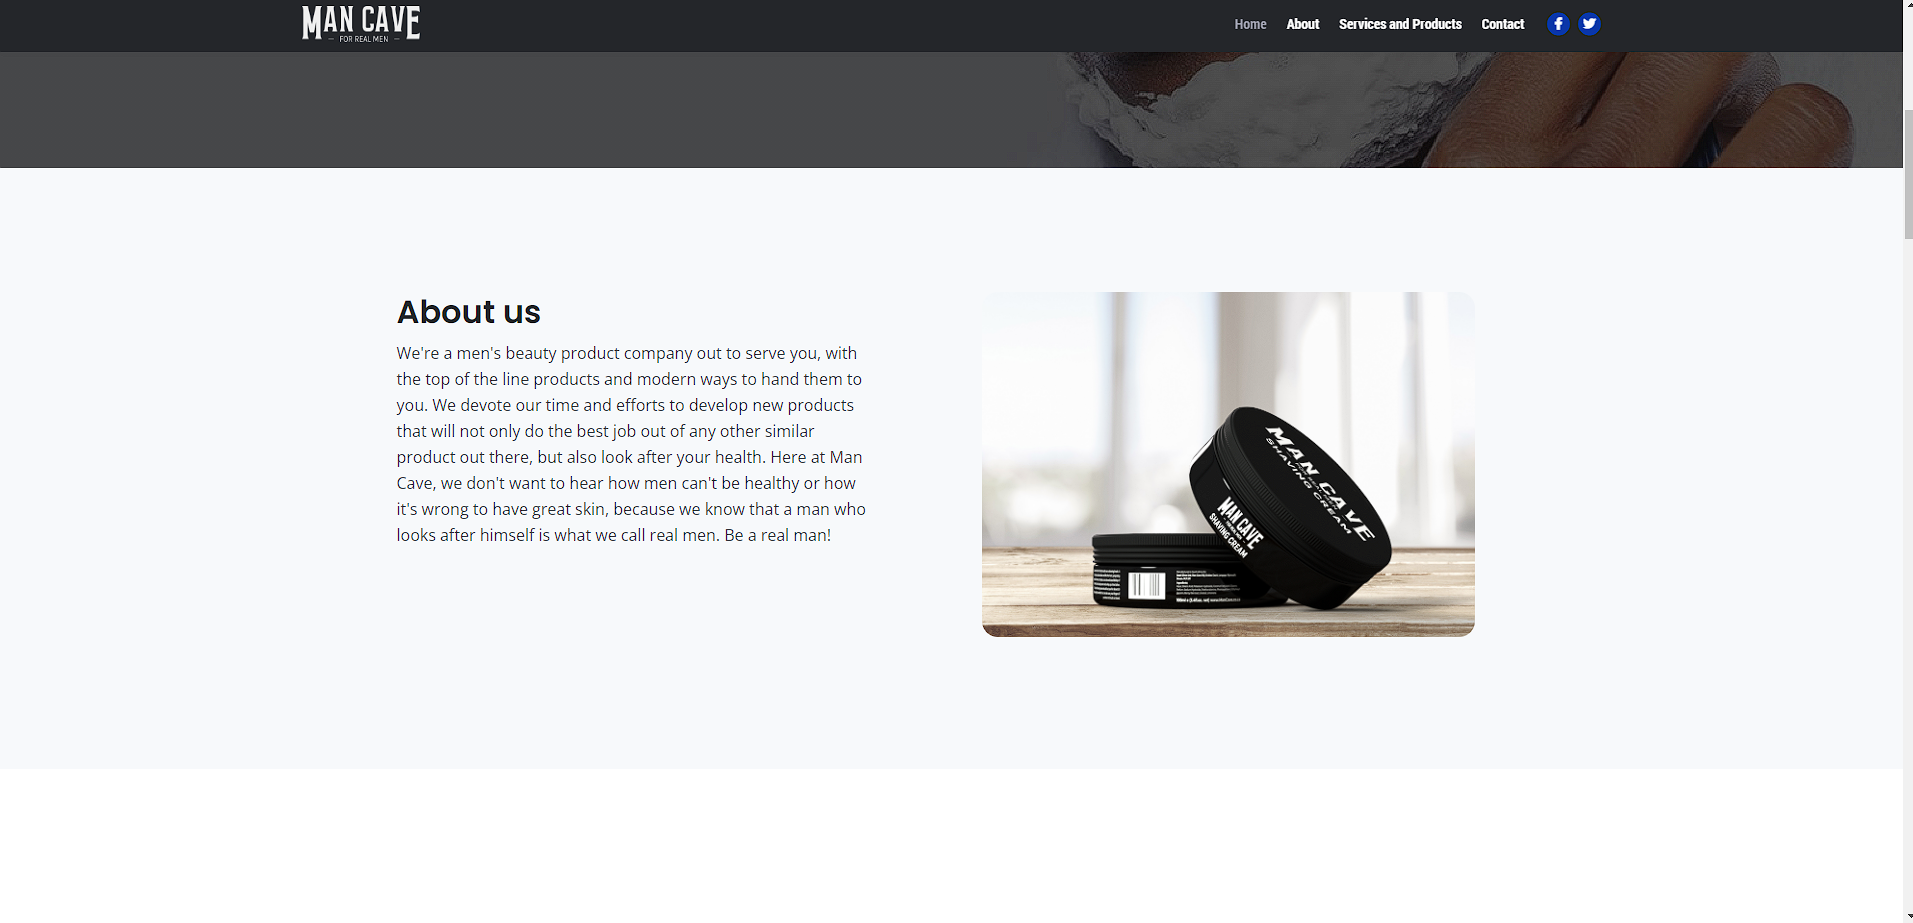 MAN CAVE
FOR REAL MEN
Home About Services and Products Contact
About us
We're a men's beauty product company out to serve you, with
the top of the line products and modern ways to hand them to
you. We devote our time and efforts to develop new products
that will not only do the best job out of any other similar
product out there, but also look after your health. Here at Man
Cave, we don't want to hear how men can't be healthy or how
it's wrong to have great skin, because we know that a man who
looks after himself is what we call real men. Be a real man!
MAN CAVE
SHAVING CREAM
MAN CAVE
SHAVING CREAM